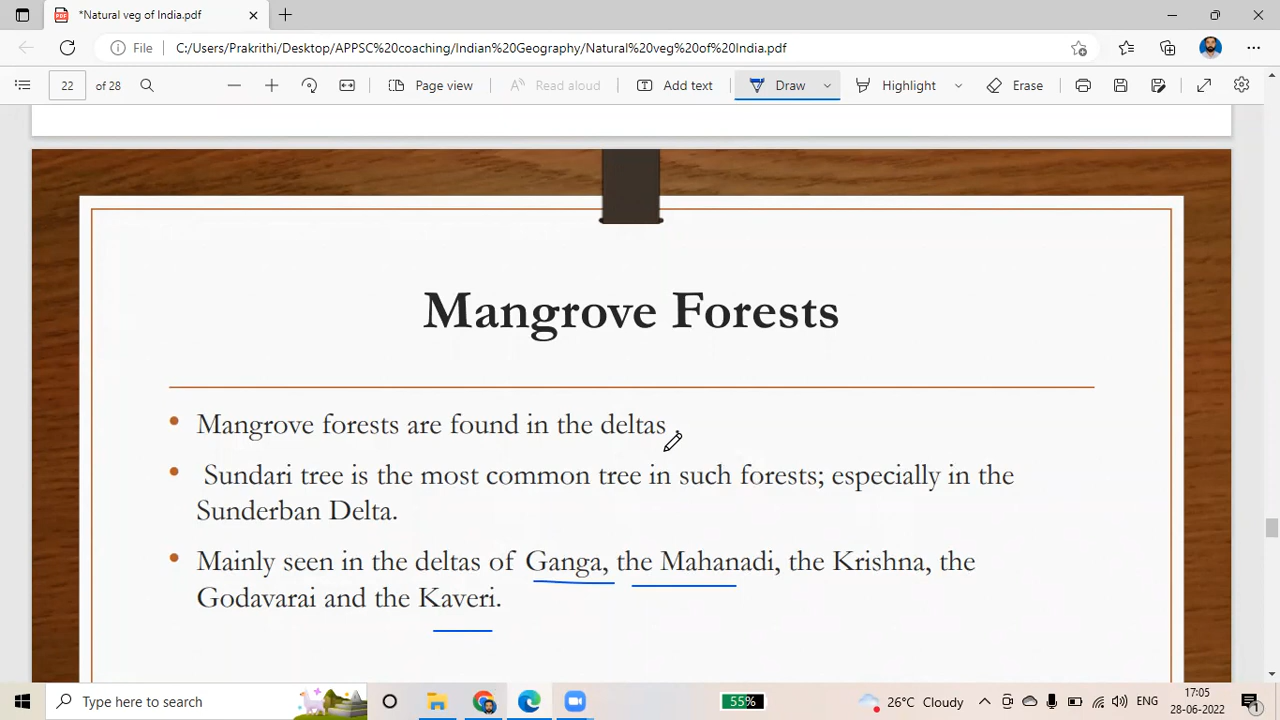 *Natural veg of India.pdf
File C:/Users/Prakrithi/Desktop/APPSC%20coaching/Indian%20Geography/Natural%20veg%20of%20India.pdf
22 of 28 Page view Read aloud Add text Draw Highlight Erase
Mangrove Forests
• Mangrove forests are found in the deltas .
• Sundari tree is the most common tree in such forests; especially in the
Sunderban Delta.
• Mainly seen in the deltas of Ganga, the Mahanadi, the Krishna, the
Godavarai and the Kaveri.
Type here to search 55% 26°C Cloudy ENG 17:05
28-06-2022 1